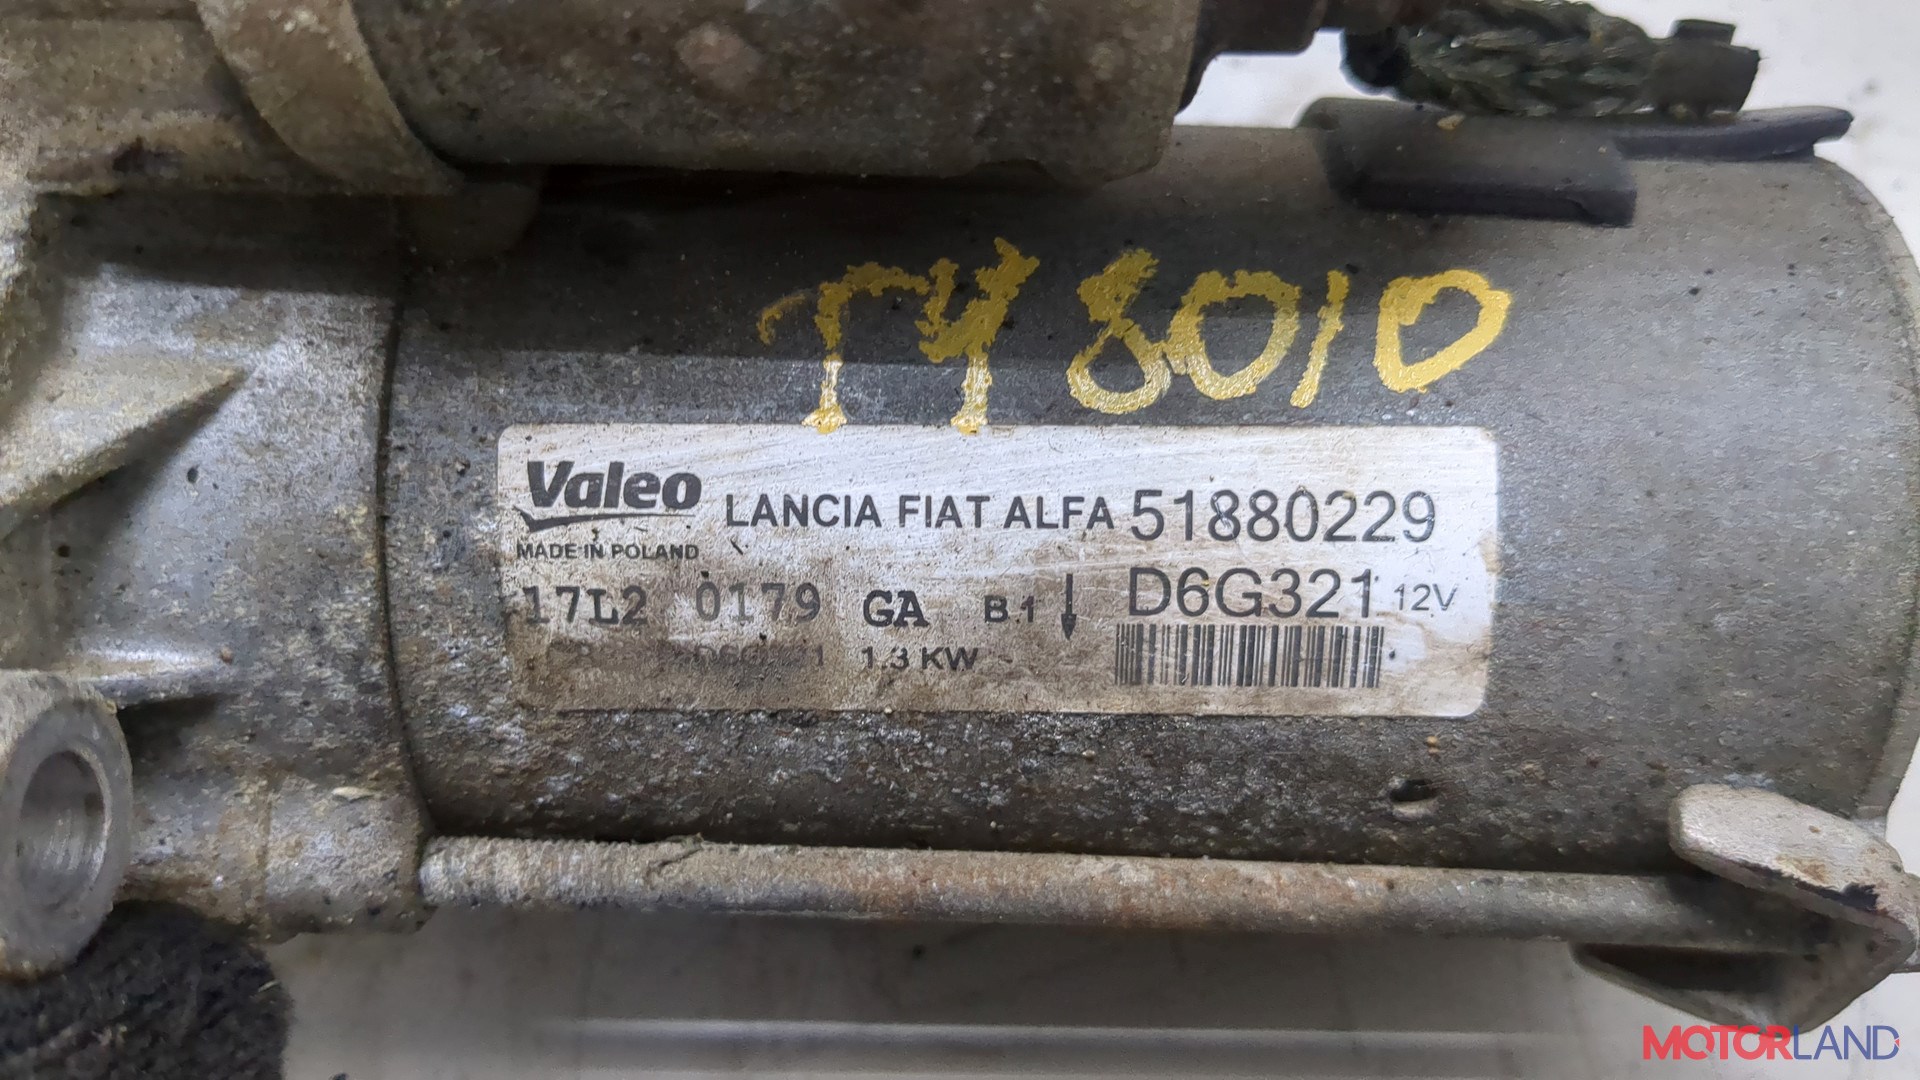 TY 8010
Valeo LANCIA FIAT ALFA 51880229
MADE IN POLAND
17L2 0179 GA B.1 D6G321 12V
1.3 KW
MOTORLAND